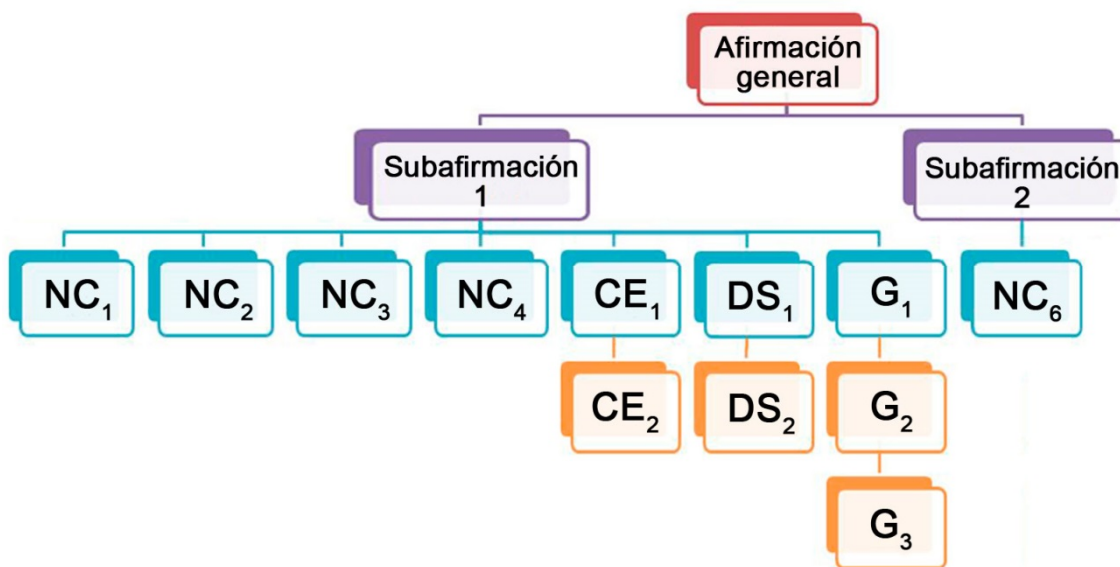 Afirmación
general
Subafirmación
1
Subafirmación
2
NC₁
NC₂
NC₃
NC₄
CE₁
DS₁
G₁
NC₆
CE₂
DS₂
G₂
G₃